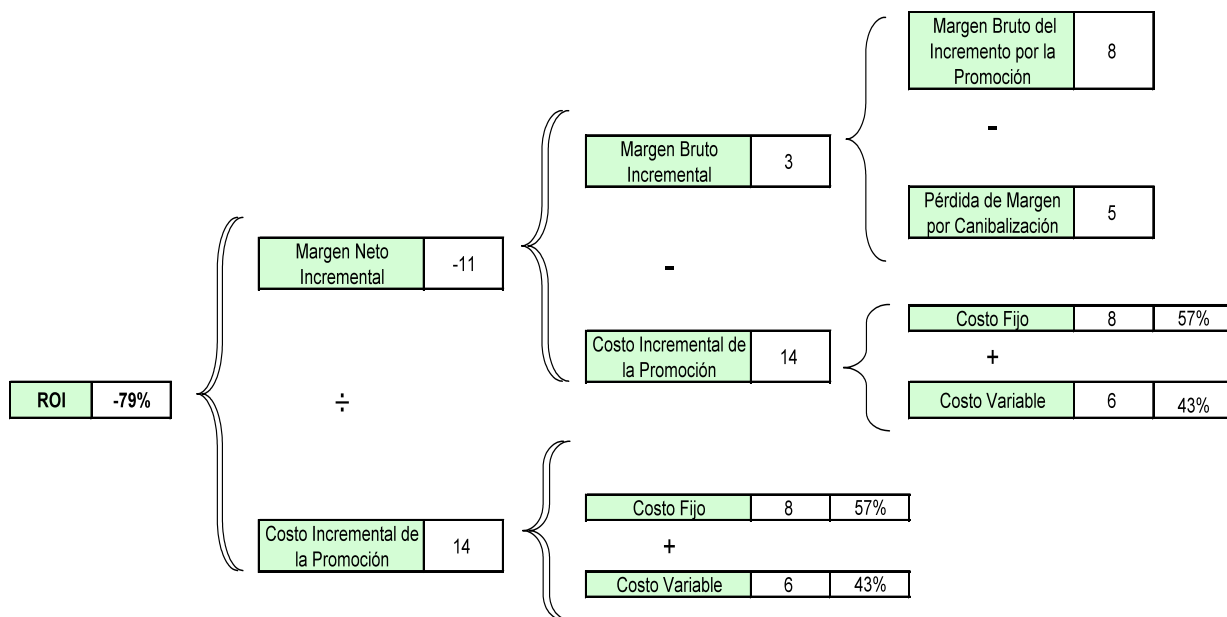 Margen Bruto del
Incremento por la
Promoción
8
-
Margen Bruto
Incremental
3
Pérdida de Margen
por Canibalización
5
Margen Neto
Incremental
-11
-
Costo Fijo
8
57%
Costo Incremental de
la Promoción
14
+
ROI
-79%
÷
Costo Variable
6
43%
Costo Fijo
8
57%
Costo Incremental de
la Promoción
14
+
Costo Variable
6
43%